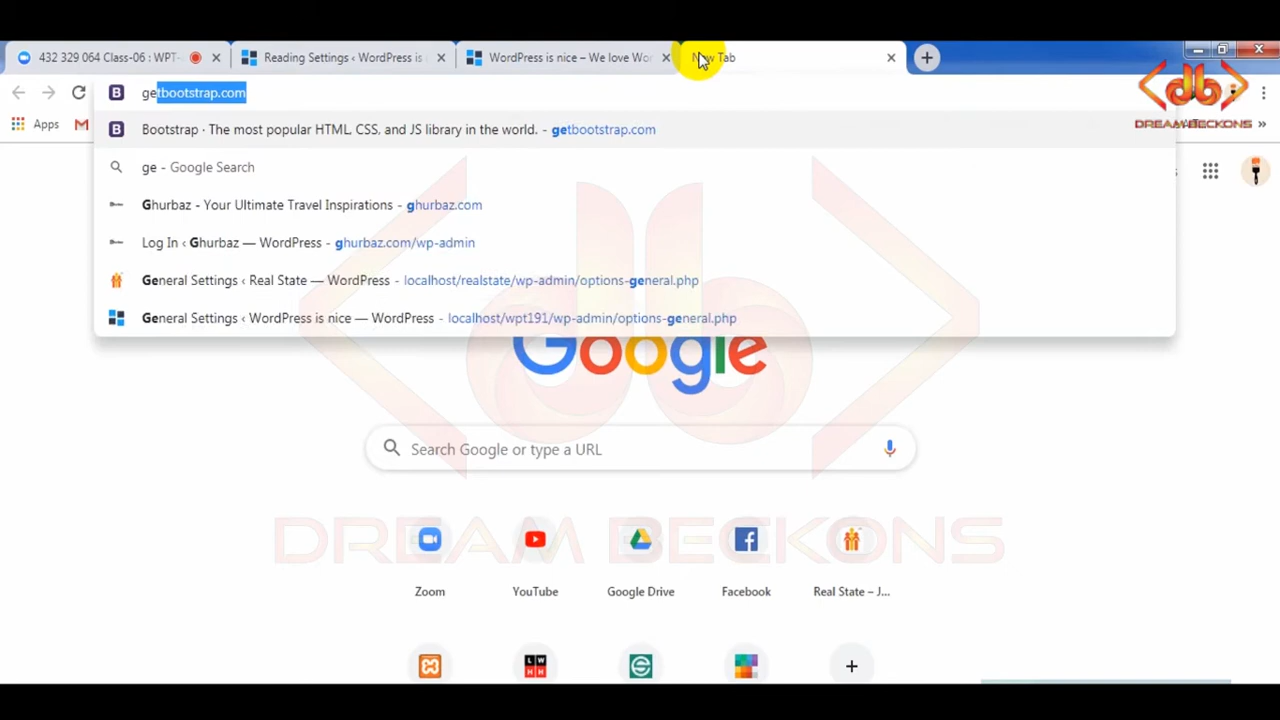 432 329 064 Class-06 : WPT-
Reading Settings ‹ WordPress is
WordPress is nice – We love Wo
New Tab
getbootstrap.com
Apps
DREAM BECKONS
Bootstrap · The most popular HTML, CSS, and JS library in the world. - getbootstrap.com
ge - Google Search
Ghurbaz - Your Ultimate Travel Inspirations - ghurbaz.com
Log In ‹ Ghurbaz — WordPress - ghurbaz.com/wp-admin
General Settings ‹ Real State — WordPress - localhost/realstate/wp-admin/options-general.php
General Settings ‹ WordPress is nice — WordPress - localhost/wpt191/wp-admin/options-general.php
Google
Search Google or type a URL
DREAM BECKONS
Zoom
YouTube
Google Drive
Facebook
Real State – J...